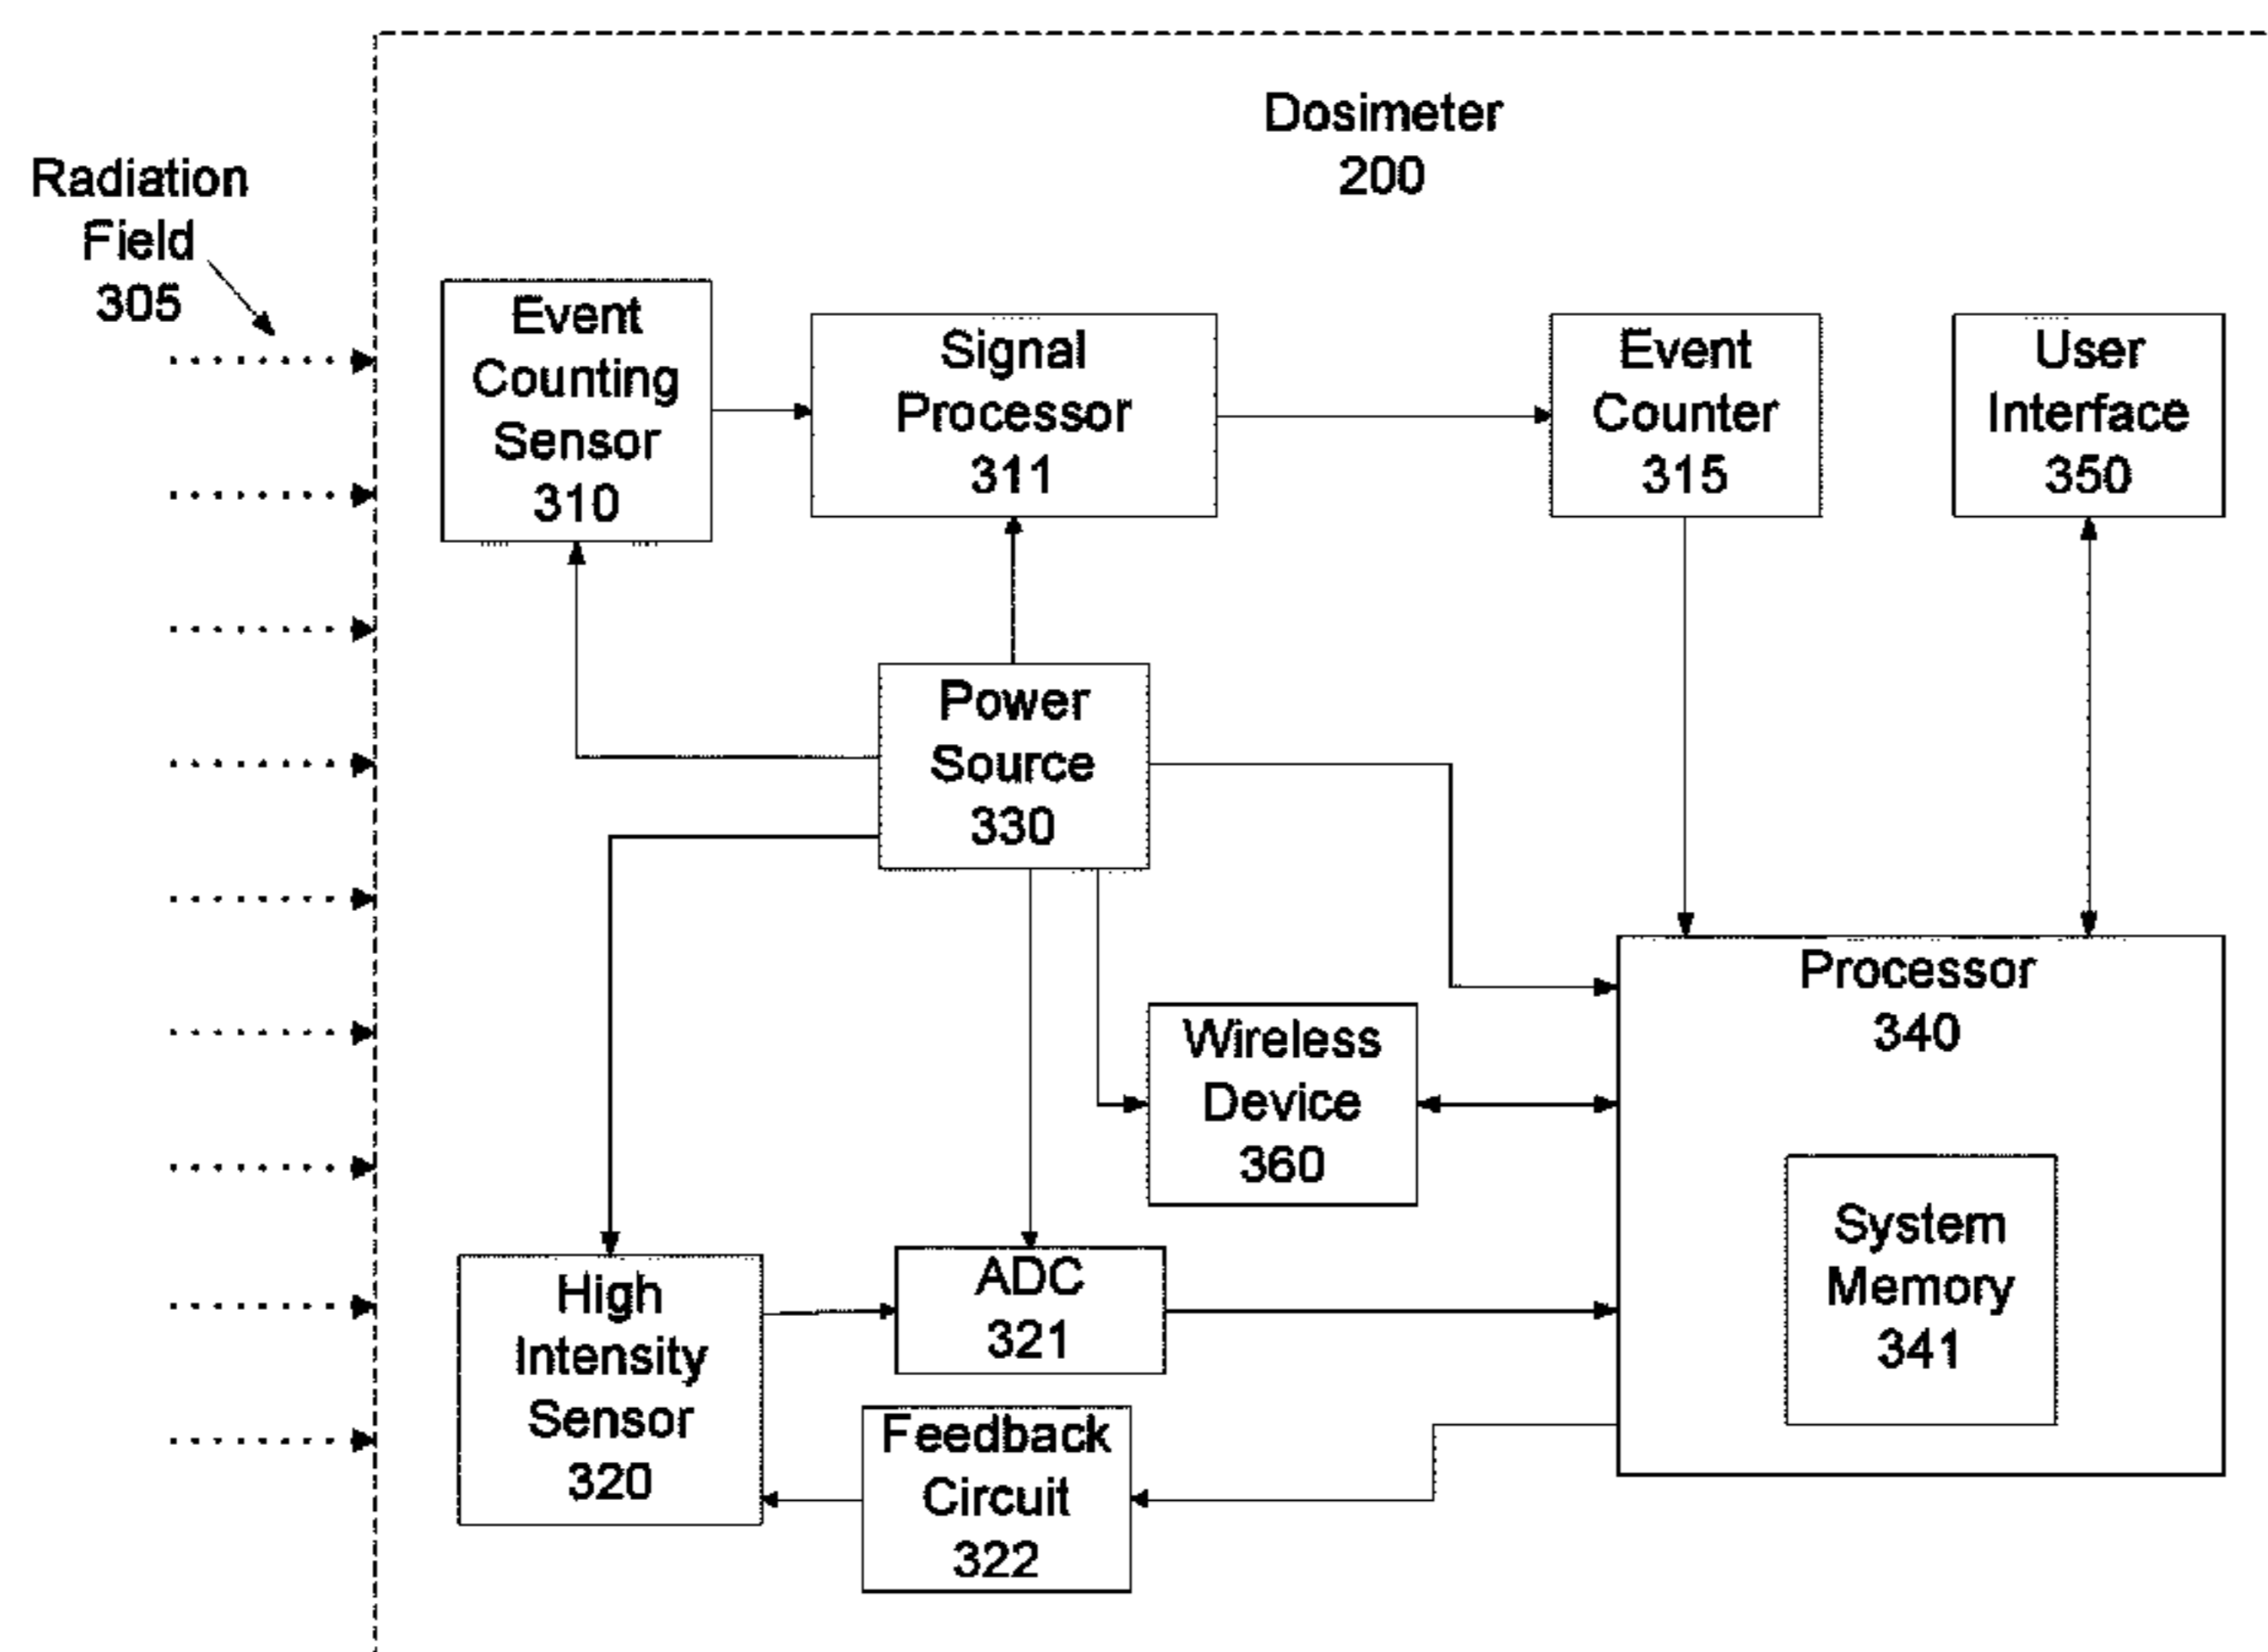 Dosimeter
200
Radiation
Field
305
Event
Counting
Sensor
310
Signal
Processor
311
Event
Counter
315
User
Interface
350
Power
Source
330
Processor
340
Wireless
Device
360
System
Memory
341
High
Intensity
Sensor
320
ADC
321
Feedback
Circuit
322